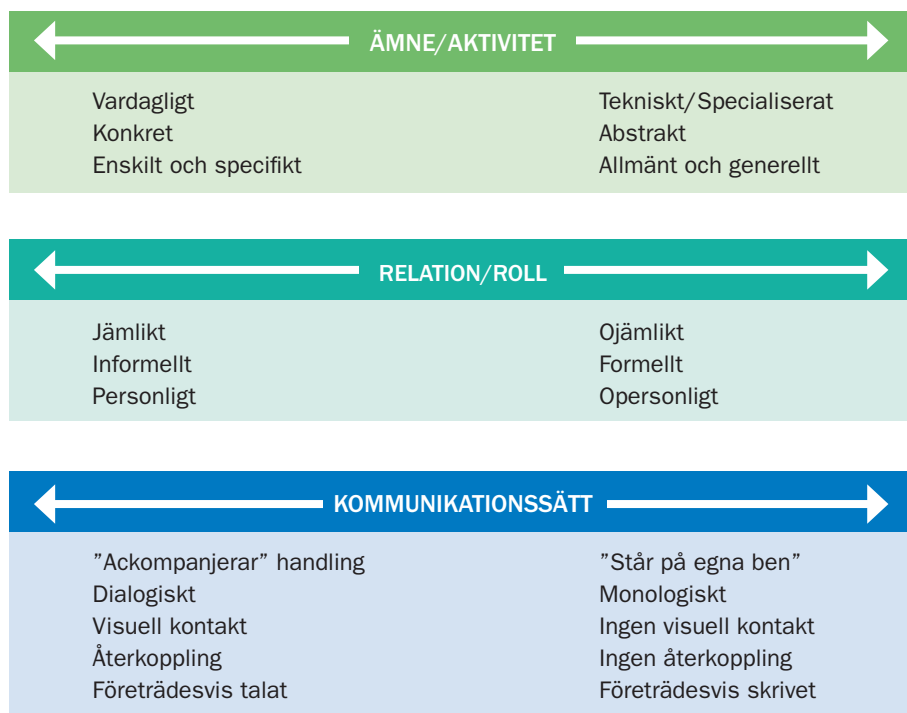 ÄMNE/AKTIVITET
Vardagligt Tekniskt/Specialiserat
Konkret Abstrakt
Enskilt och specifikt Allmänt och generellt
RELATION/ROLL
Jämlikt Ojämlikt
Informellt Formellt
Personligt Opersonligt
KOMMUNIKATIONSSÄTT
”Ackompanjerar” handling ”Står på egna ben”
Dialogiskt Monologiskt
Visuell kontakt Ingen visuell kontakt
Återkoppling Ingen återkoppling
Företrädesvis talat Företrädesvis skrivet